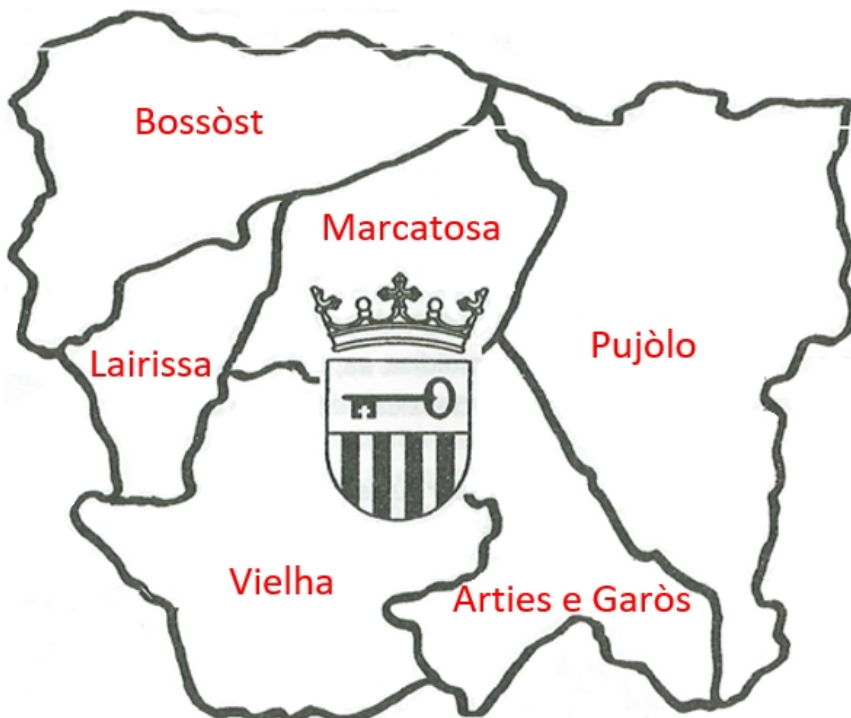 Bossòst
Marcatosa
Lairissa
Pujòlo
Vielha
Arties e Garòs